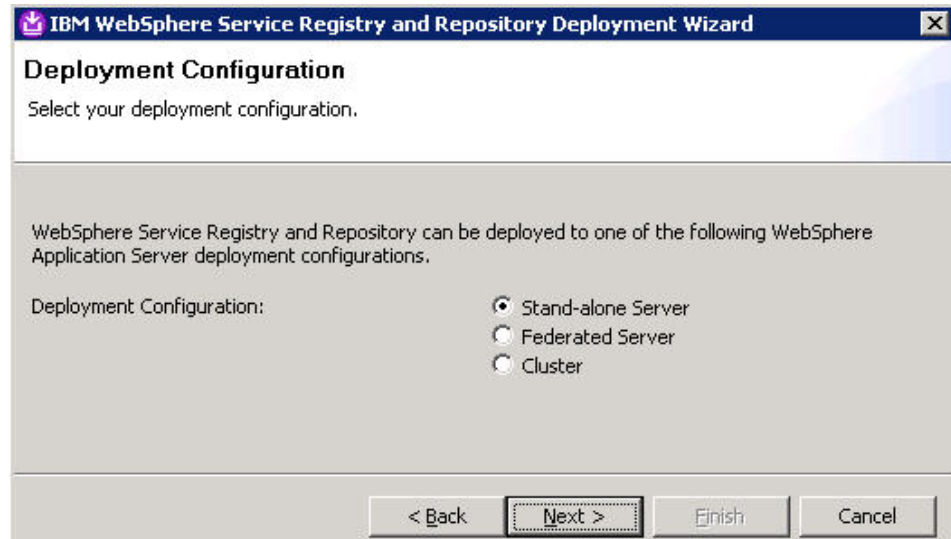 IBM WebSphere Service Registry and Repository Deployment Wizard
Deployment Configuration
Select your deployment configuration.
WebSphere Service Registry and Repository can be deployed to one of the following WebSphere
Application Server deployment configurations.
Deployment Configuration:
Stand-alone Server
Federated Server
Cluster
< Back Next > Finish Cancel